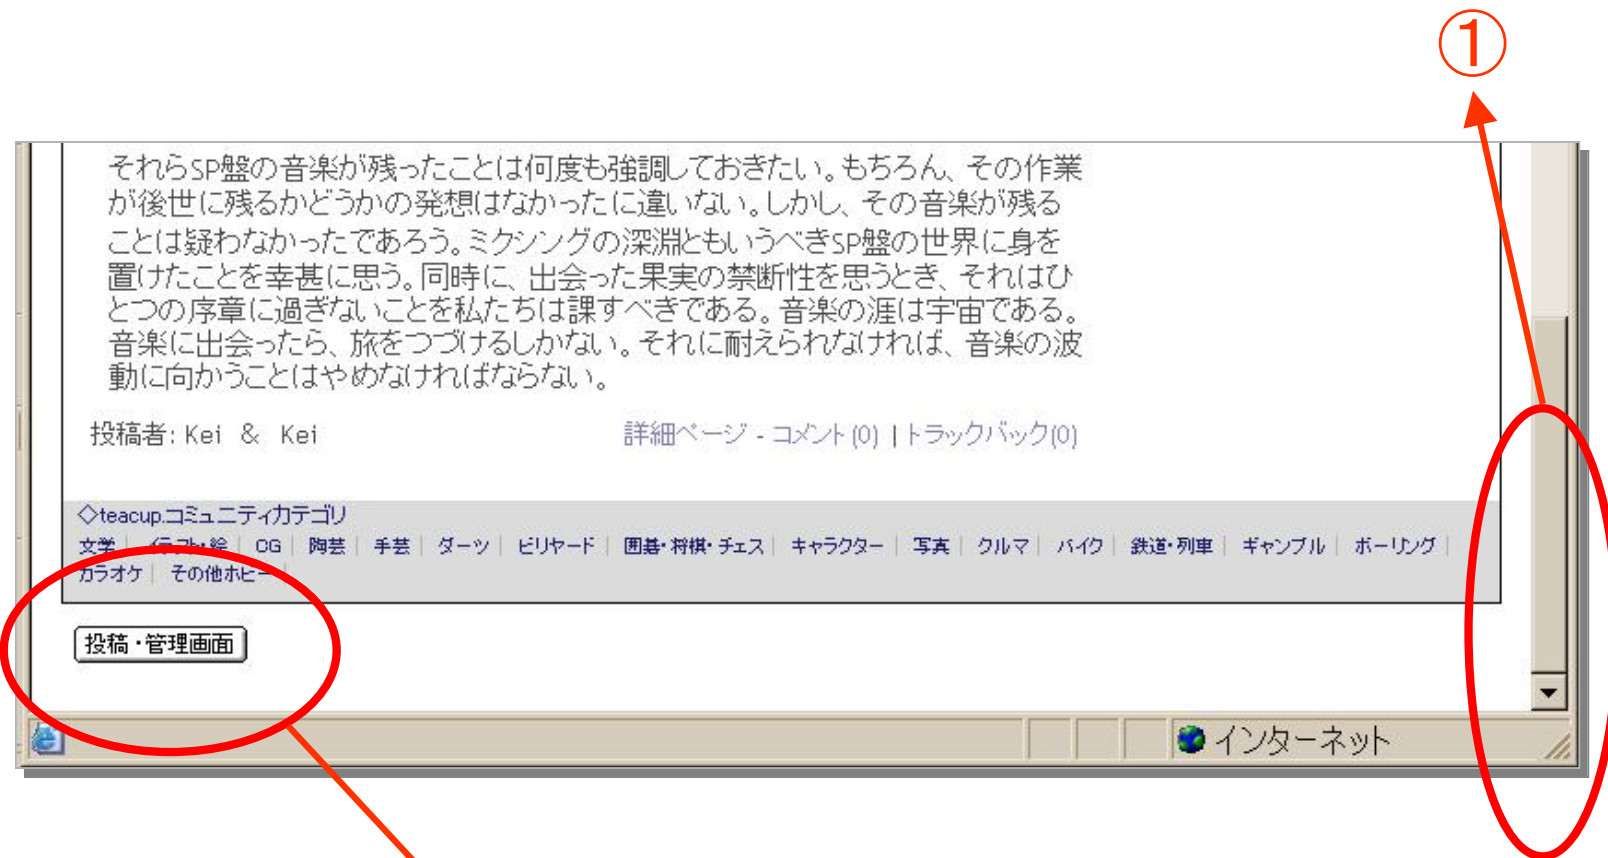 ①
それらSP盤の音楽が残ったことは何度も強調しておきたい。もちろん、その作業
が後世に残るかどうかの発想はなかったに違いない。しかし、その音楽が残る
ことは疑わなかったであろう。ミクシングの深淵ともいうべきSP盤の世界に身を
置けたことを幸甚に思う。同時に、出会った果実の禁断性を思うとき、それはひ
とつの序章に過ぎないことを私たちは課すべきである。音楽の涯は宇宙である。
音楽に出会ったら、旅をつづけるしかない。それに耐えられなければ、音楽の波
動に向かうことはやめなければならない。
投稿者: Kei & Kei 詳細ページ - コメント(0) | トラックバック(0)
◇teacup.コミュニティカテゴリ
文学| イラスト・絵| CG| 陶芸| 手芸| ダーツ| ビリヤード| 囲碁・将棋・チェス| キャラクター| 写真| クルマ| バイク| 鉄道・列車| ギャンブル| ボーリング|
カラオケ| その他ホビー|
投稿・管理画面
インターネット